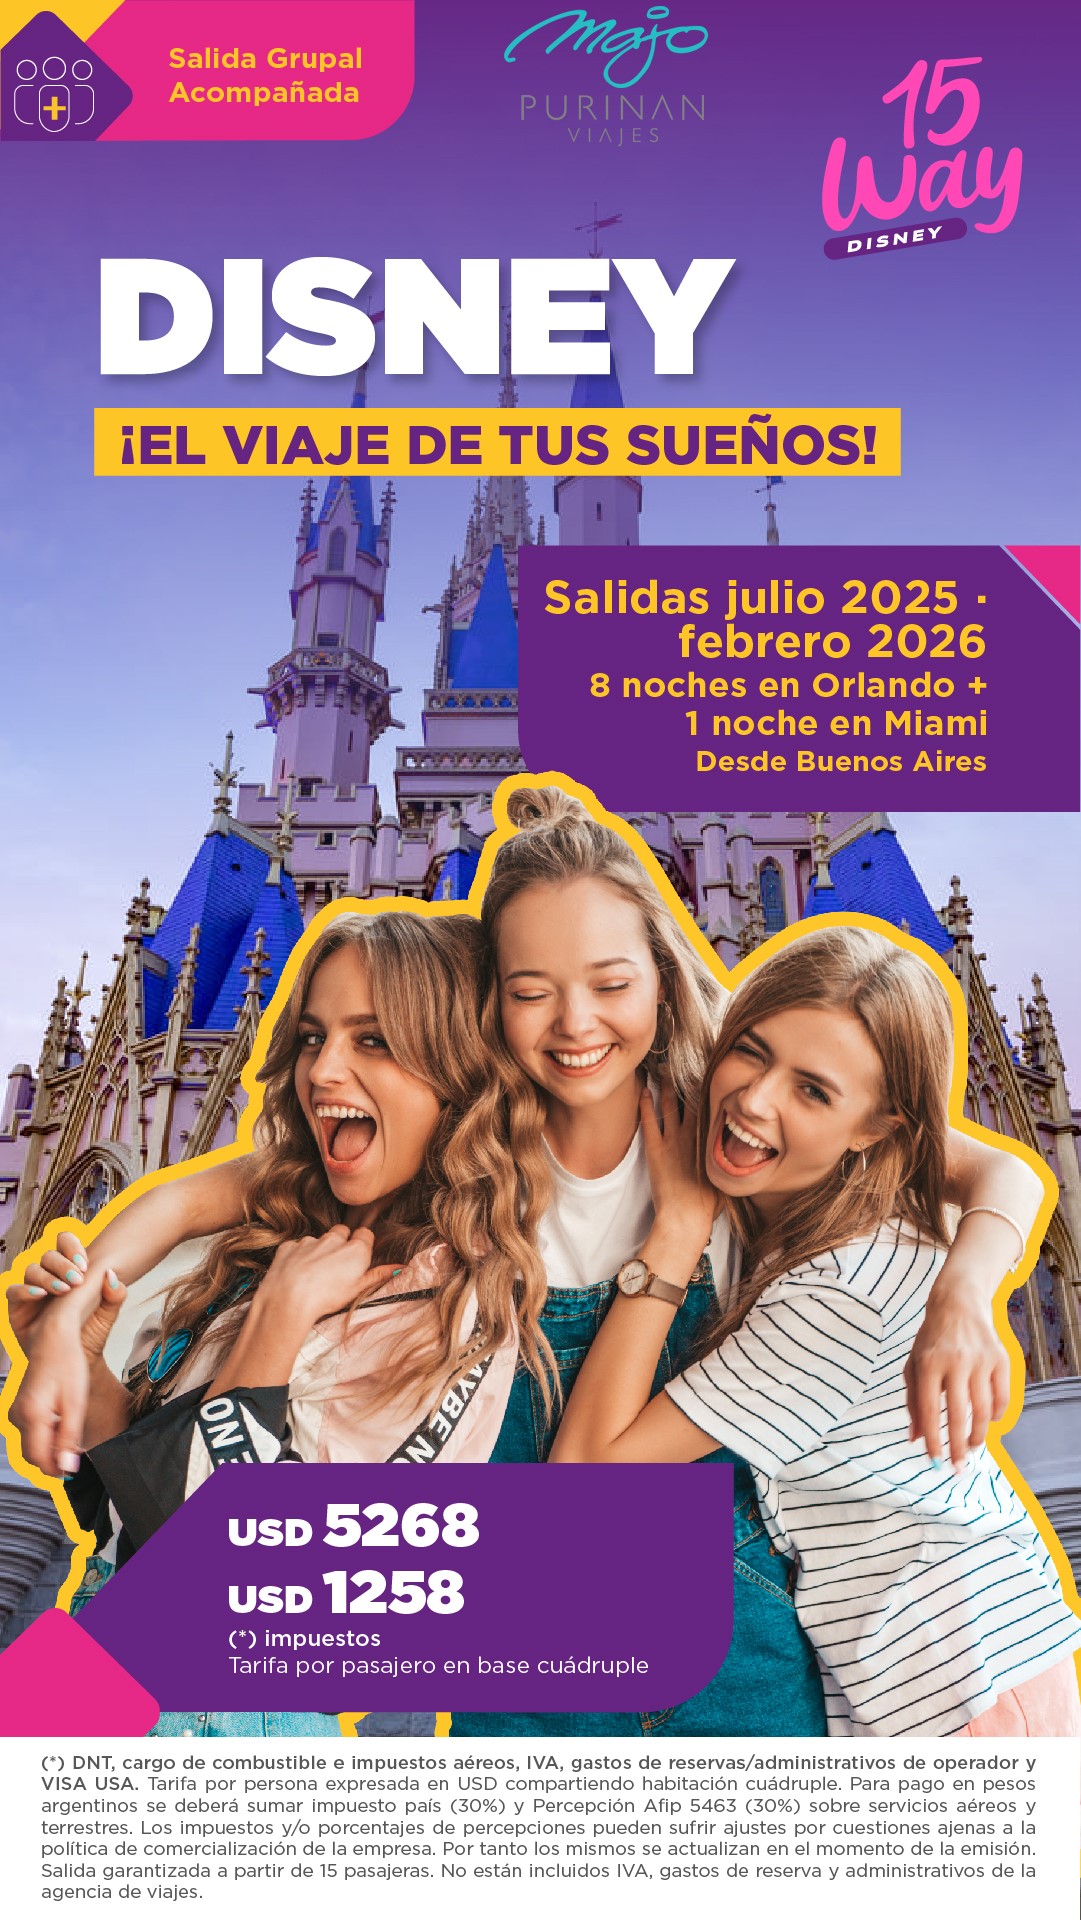 Salida Grupal
Acompañada
Majo
PURINAN
VIAJES
15
Way
DISNEY
DISNEY
¡EL VIAJE DE TUS SUEÑOS!
Salidas julio 2025 ·
febrero 2026
8 noches en Orlando +
1 noche en Miami
Desde Buenos Aires
MAYBE NO
E NO
USD 5268
USD 1258
(*) impuestos
Tarifa por pasajero en base cuádruple
(*) DNT, cargo de combustible e impuestos aéreos, IVA, gastos de reservas/administrativos de operador y
VISA USA. Tarifa por persona expresada en USD compartiendo habitación cuádruple. Para pago en pesos
argentinos se deberá sumar impuesto país (30%) y Percepción Afip 5463 (30%) sobre servicios aéreos y
terrestres. Los impuestos y/o porcentajes de percepciones pueden sufrir ajustes por cuestiones ajenas a la
política de comercialización de la empresa. Por tanto los mismos se actualizan en el momento de la emisión.
Salida garantizada a partir de 15 pasajeras. No están incluidos IVA, gastos de reserva y administrativos de la
agencia de viajes.